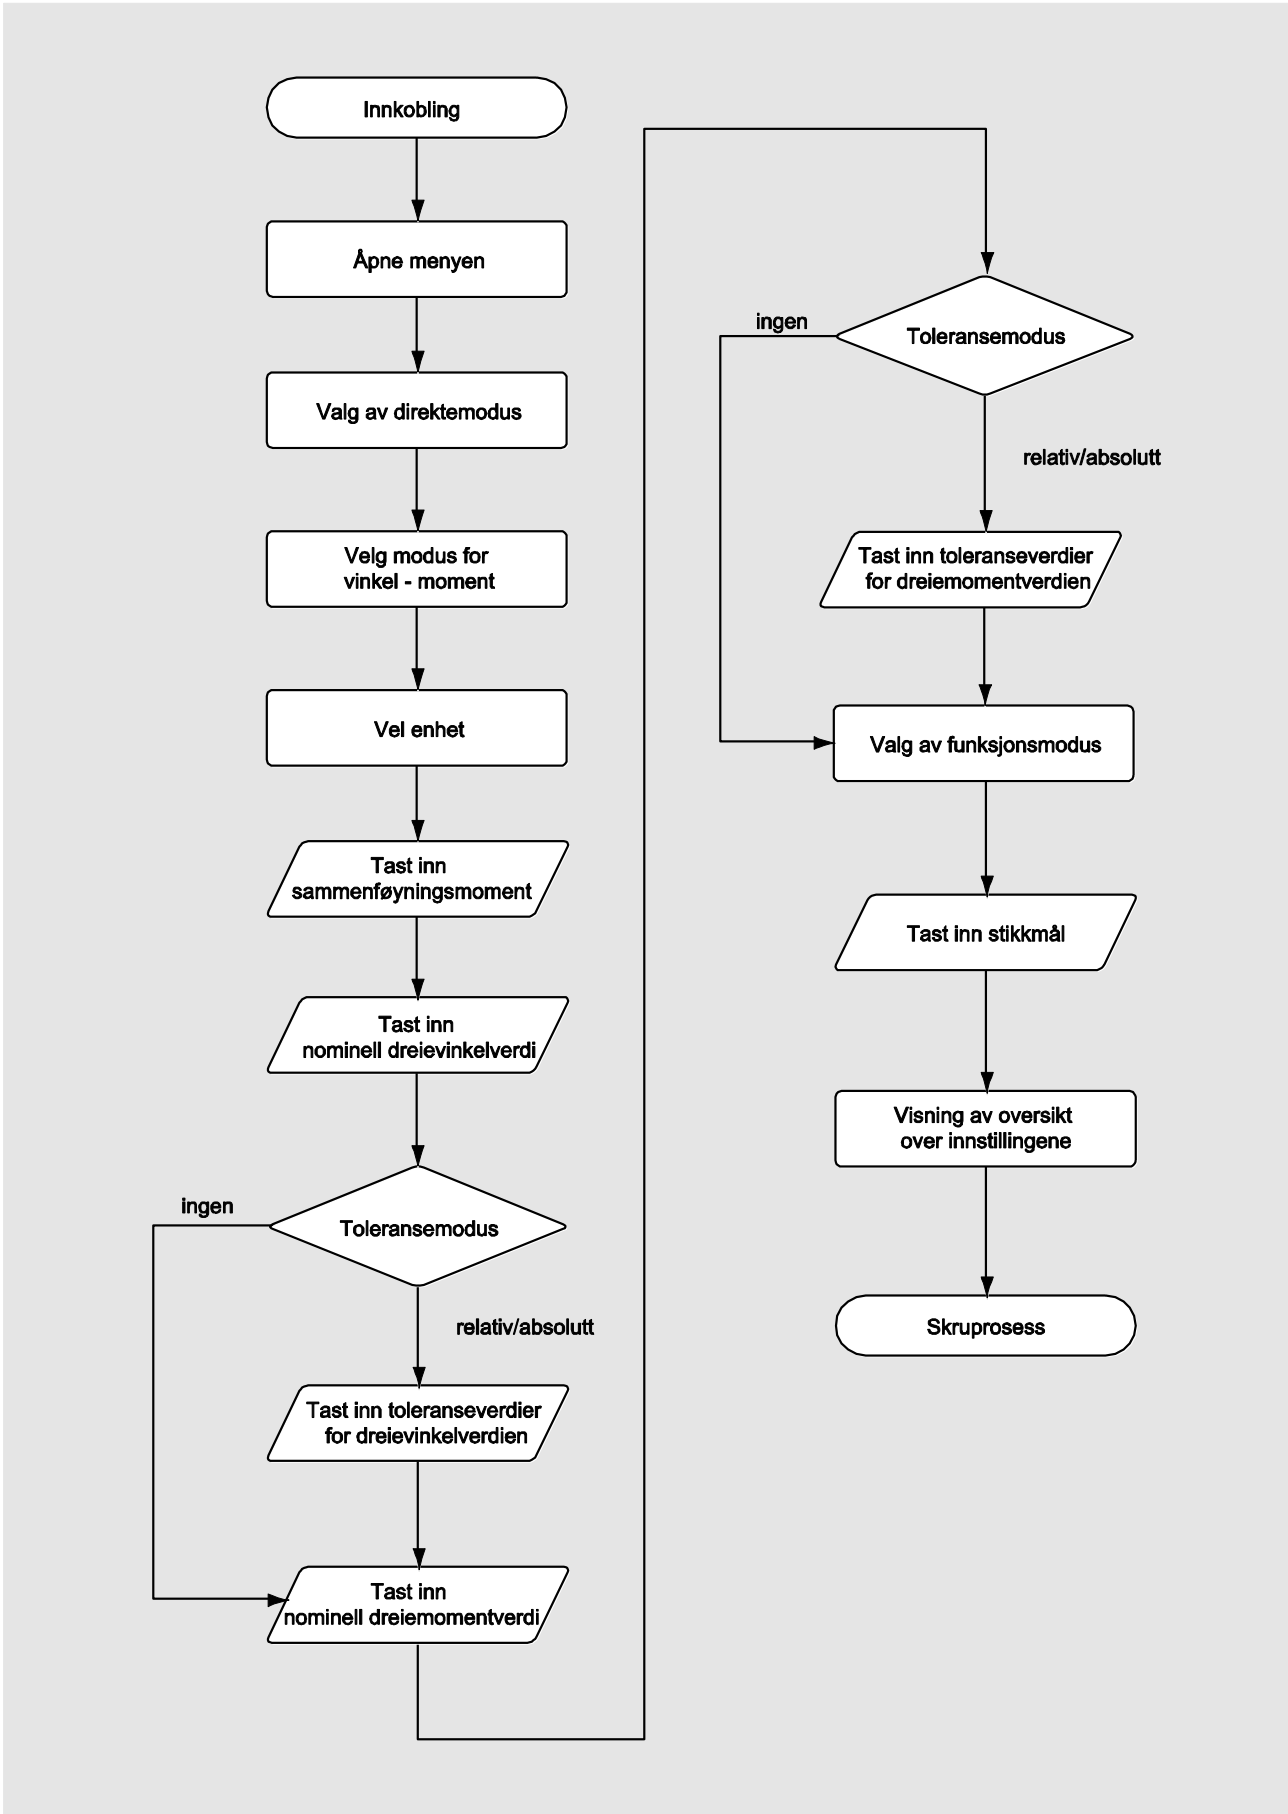 Innkobling
Åpne menyen
Valg av direktemodus
Velg modus for
vinkel - moment
Vel enhet
Tast inn
sammenføyningsmoment
Tast inn
nominell dreievinkelverdi
ingen
Toleransemodus
relativ/absolutt
Tast inn toleranseverdier
for dreievinkelverdien
Tast inn
nominell dreiemomentverdi
ingen
Toleransemodus
relativ/absolutt
Tast inn toleranseverdier
for dreiemomentverdien
Valg av funksjonsmodus
Tast inn stikkmål
Visning av oversikt
over innstillingene
Skruprosess